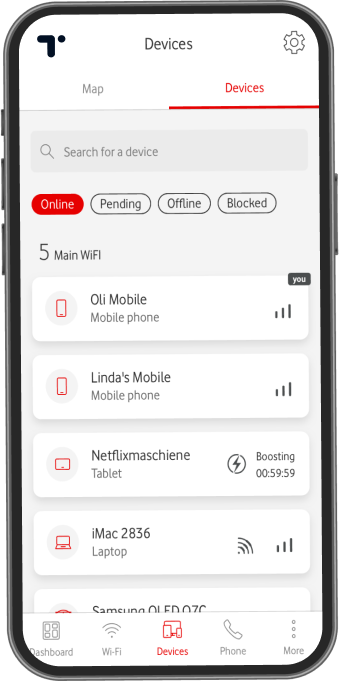 Devices
Map
Devices
Search for a device
Online
Pending
Offline
Blocked
5 Main WiFI
you
Oli Mobile
Mobile phone
Linda's Mobile
Mobile phone
Netflixmaschiene
Tablet
Boosting
00:59:59
iMac 2836
Laptop
Samsung OLED
Dashboard
Wi-Fi
Devices
Phone
More